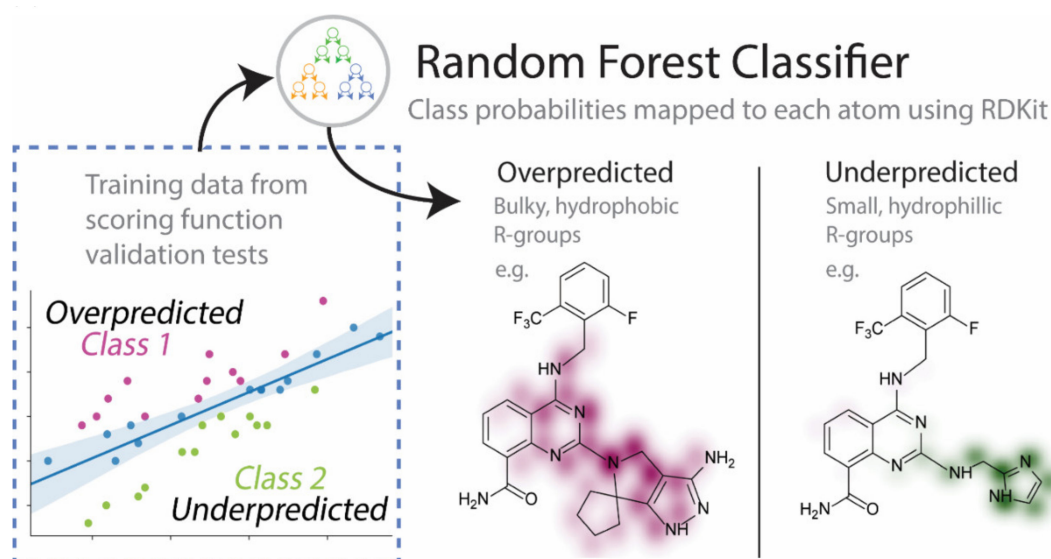 Random Forest Classifier
Class probabilities mapped to each atom using RDKit
Training data from
scoring function
validation tests
Overpredicted
Class 1
Class 2
Underpredicted
Overpredicted
Bulky, hydrophobic
R-groups
e.g.
F₃C
F
HN
N
N
N
NH₂
N
NH
H₂N
O
Underpredicted
Small, hydrophillic
R-groups
e.g.
F₃C
F
HN
N
N
NH
N
NH
H₂N
O